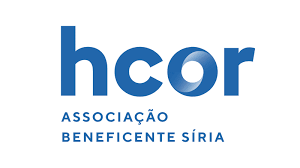 hcor
ASSOCIAÇÃO
BENEFICENTE SÍRIA